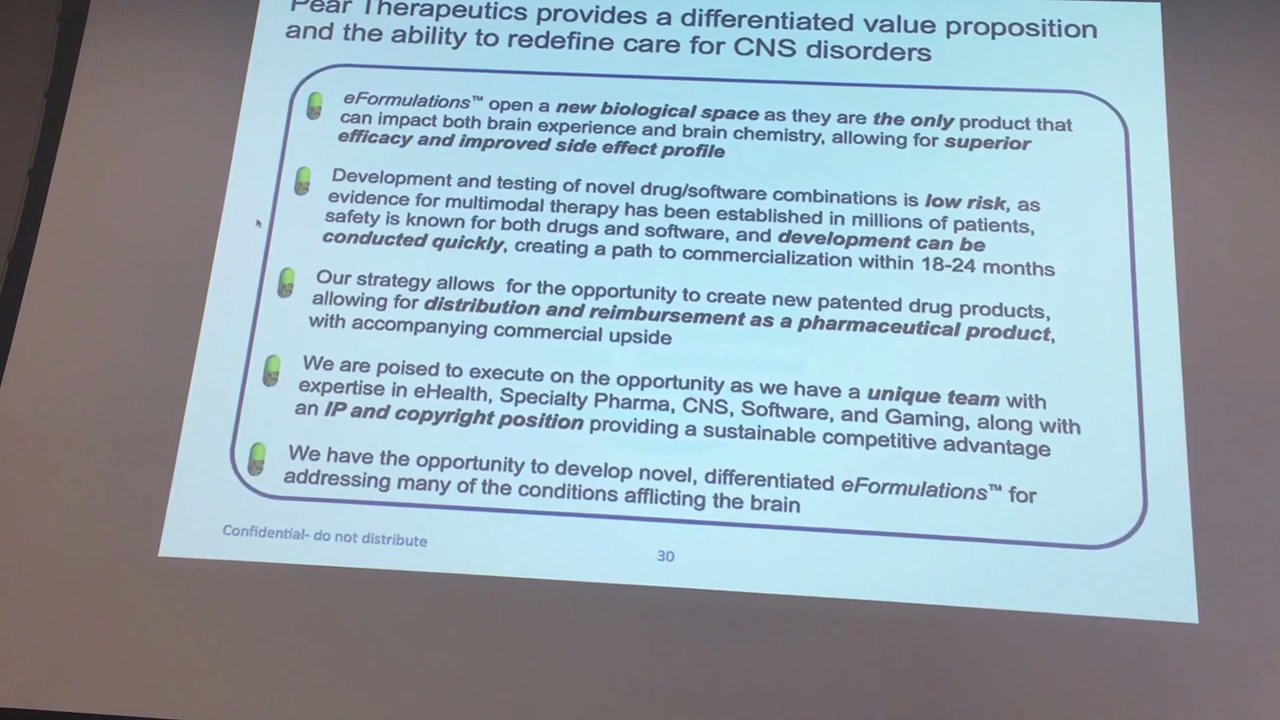 Pear Therapeutics provides a differentiated value proposition
and the ability to redefine care for CNS disorders
eFormulations™ open a new biological space as they are the only product that
can impact both brain experience and brain chemistry, allowing for superior
efficacy and improved side effect profile
Development and testing of novel drug/software combinations is low risk, as
evidence for multimodal therapy has been established in millions of patients,
safety is known for both drugs and software, and development can be
conducted quickly, creating a path to commercialization within 18-24 months
Our strategy allows for the opportunity to create new patented drug products,
allowing for distribution and reimbursement as a pharmaceutical product,
with accompanying commercial upside
We are poised to execute on the opportunity as we have a unique team with
expertise in eHealth, Specialty Pharma, CNS, Software, and Gaming, along with
an IP and copyright position providing a sustainable competitive advantage
We have the opportunity to develop novel, differentiated eFormulations™ for
addressing many of the conditions afflicting the brain
Confidential- do not distribute
30